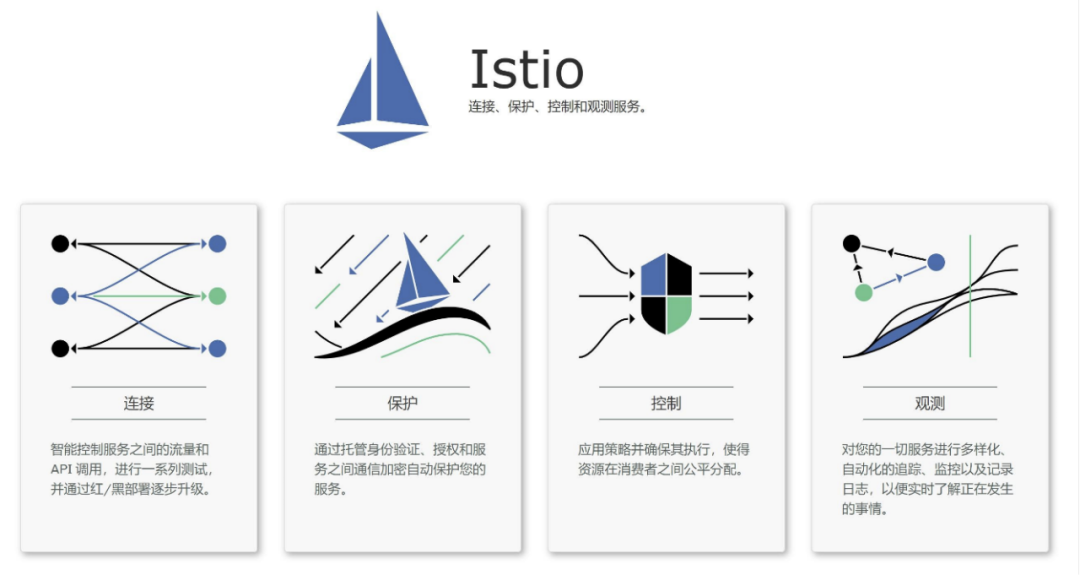 Istio
连接、保护、控制和观测服务。
连接
智能控制服务之间的流量和
API 调用，进行一系列测试，
并通过红/黑部署逐步升级。
保护
通过托管身份验证、授权和服
务之间通信加密自动保护您的
服务。
控制
应用策略并确保其执行，使得
资源在消费者之间公平分配。
观测
对您的一切服务进行多样化、
自动化的追踪、监控以及记录
日志，以便实时了解正在发生
的事情。